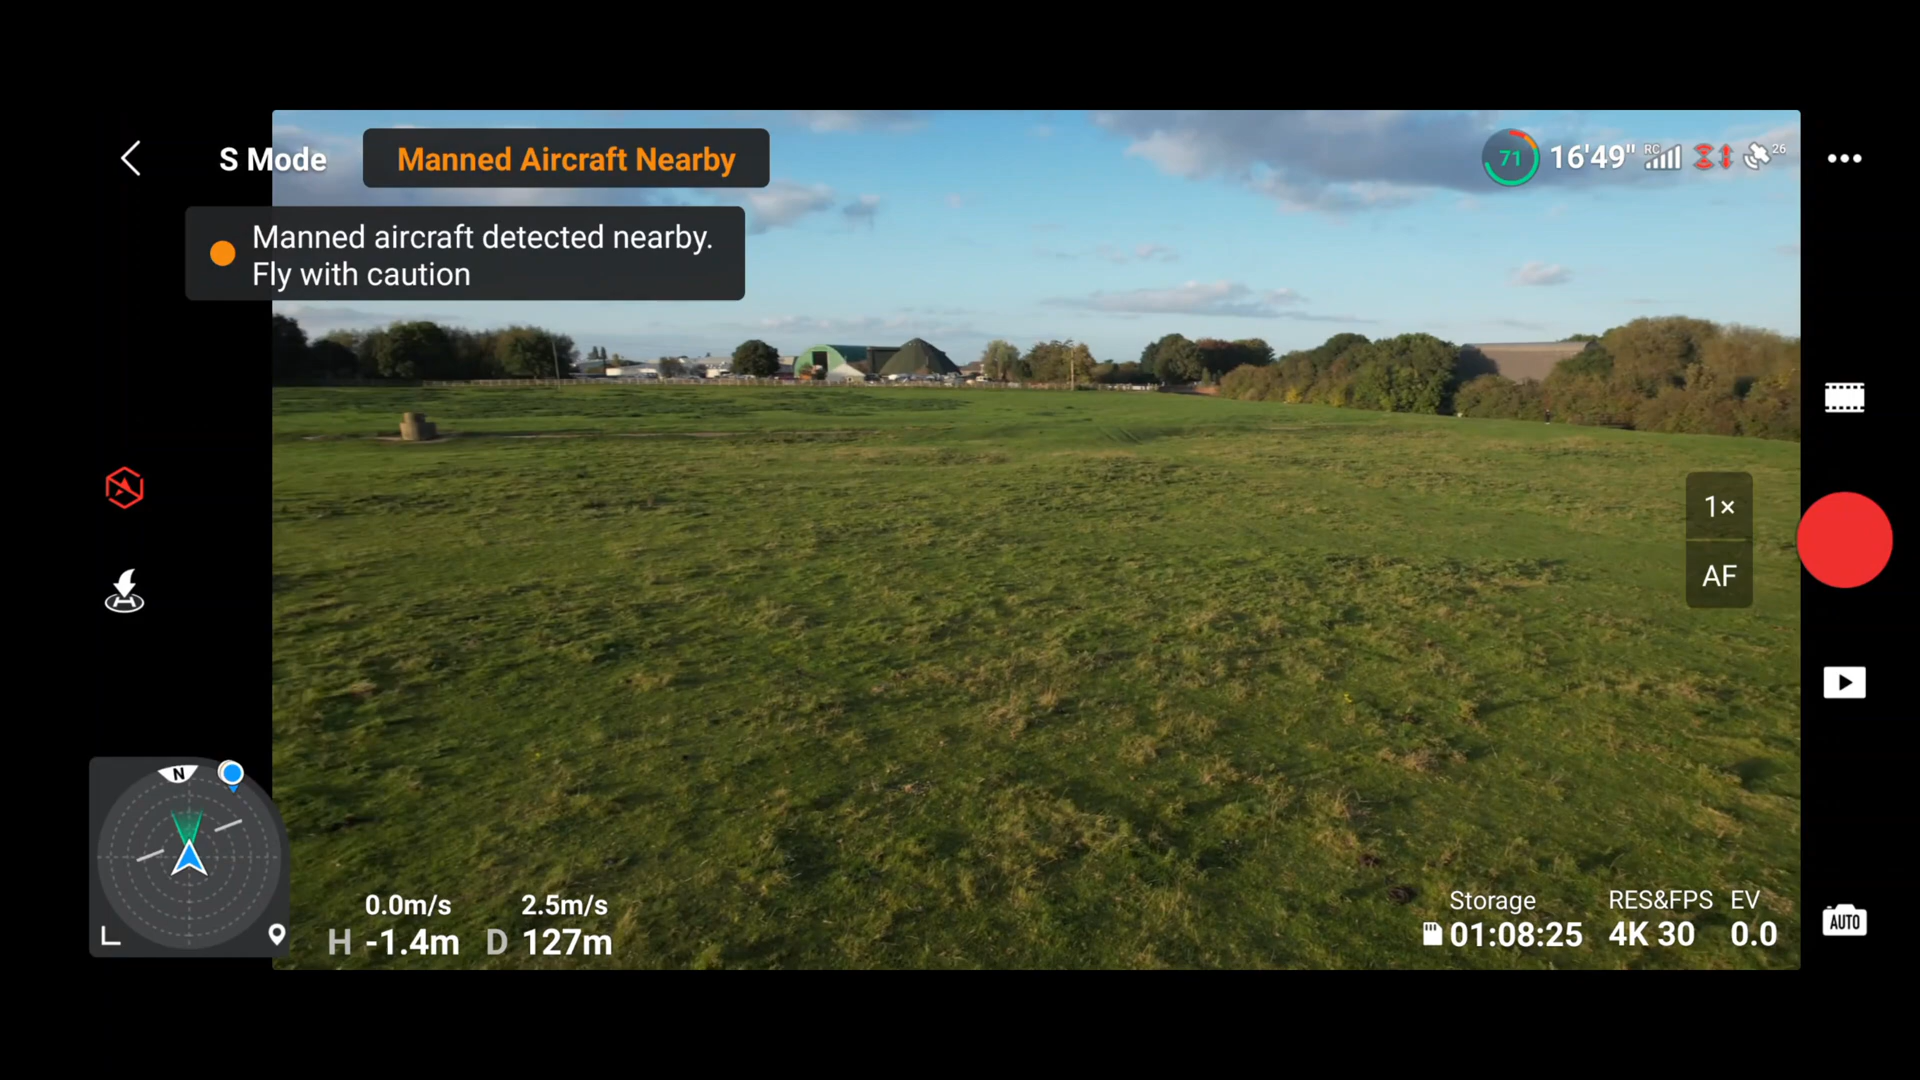 S Mode
Manned Aircraft Nearby
71
16'49"
RC
26
Manned aircraft detected nearby.
Fly with caution
1×
AF
N
0.0m/s
2.5m/s
H -1.4m
D 127m
Storage
01:08:25
RES&FPS
4K 30
EV
0.0
AUTO